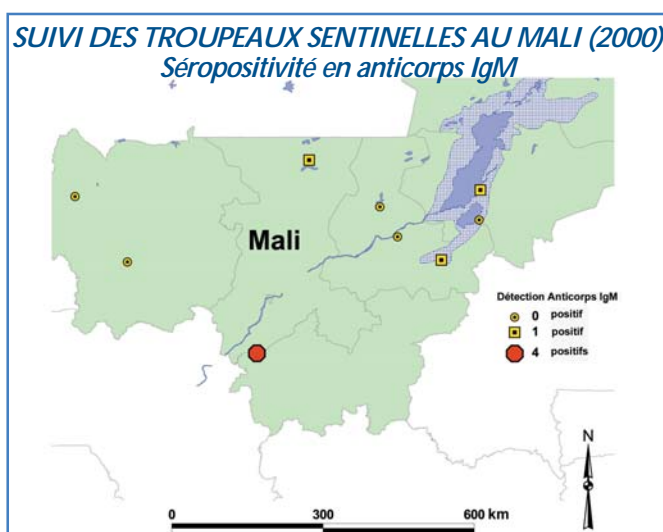 SUIVI DES TROUPEAUX SENTINELLES AU MALI (2000)
Séropositivité en anticorps IgM
Mali
Détection Anticorps IgM
0 positif
1 positif
4 positifs
N
0 300 600 km